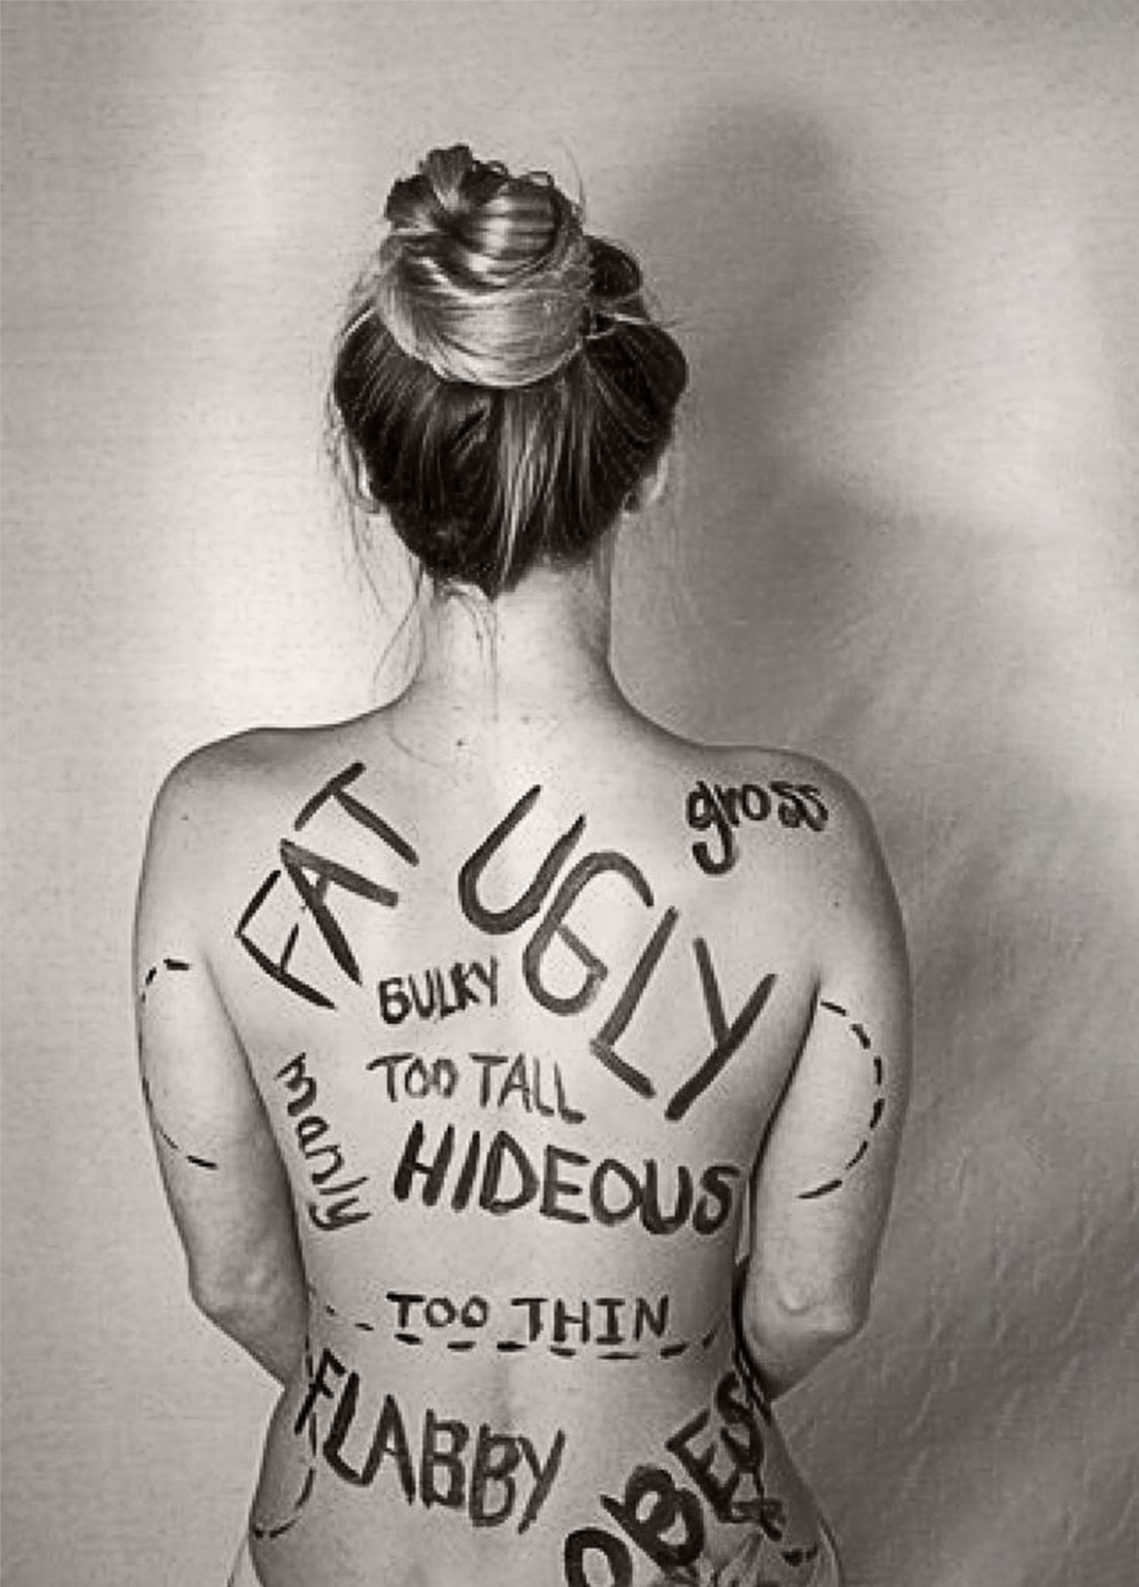 FAT
UGLY
gross
BULKY
TOO TALL
manly
HIDEOUS
TOO THIN
FLABBY
OBESE